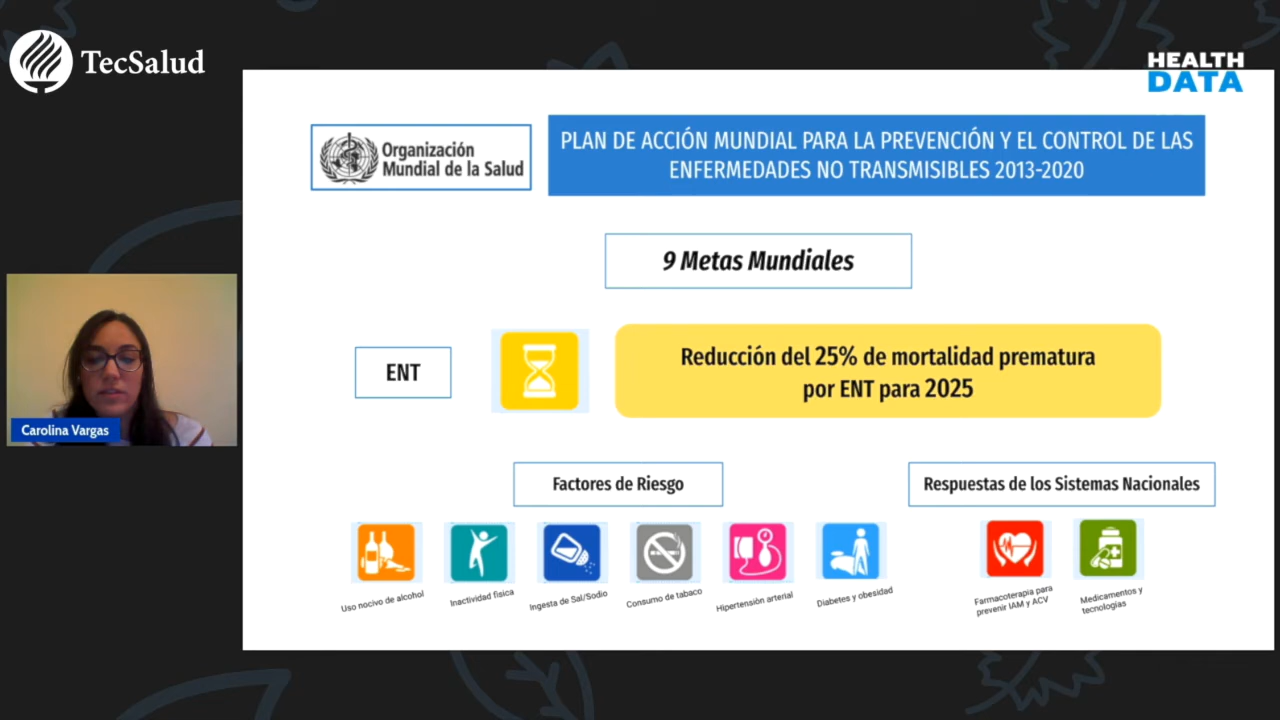 TecSalud
HEALTH
DATA
Organización
Mundial de la Salud
PLAN DE ACCIÓN MUNDIAL PARA LA PREVENCIÓN Y EL CONTROL DE LAS
ENFERMEDADES NO TRANSMISIBLES 2013-2020
9 Metas Mundiales
ENT
Reducción del 25% de mortalidad prematura
por ENT para 2025
Carolina Vargas
Factores de Riesgo
Respuestas de los Sistemas Nacionales
Uso nocivo de alcohol
Inactividad física
Ingesta de Sal/Sodio
Consumo de tabaco
Hipertensión arterial
Diabetes y obesidad
Farmacoterapia para
prevenir IAM y ACV
Medicamentos y
tecnologías